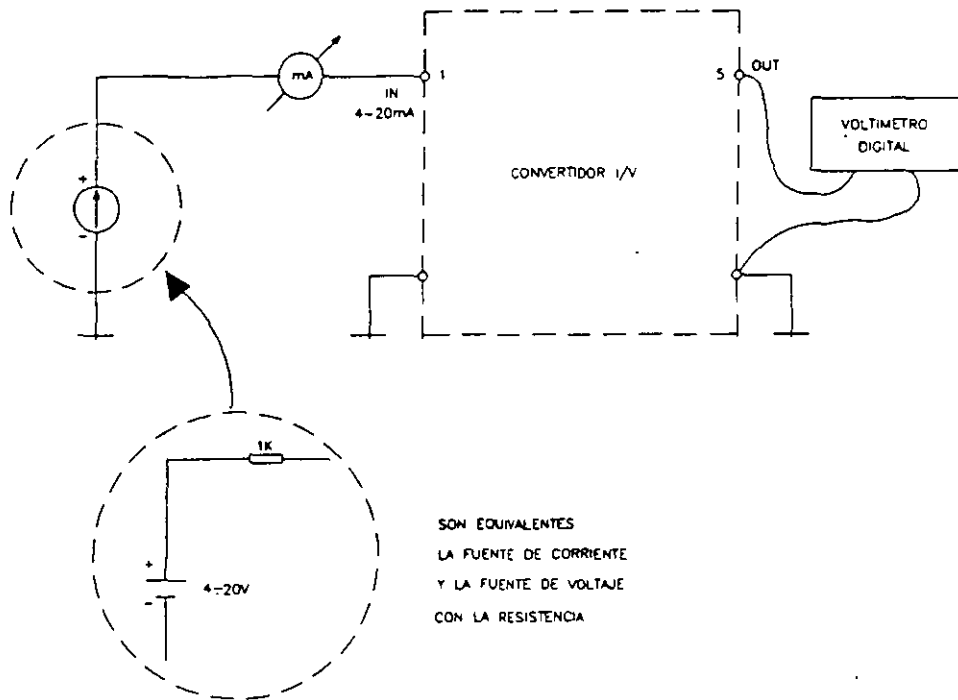 mA
1
IN
4-20mA
5
OUT
VOLTIMETRO
DIGITAL
CONVERTIDOR I/V
+
-
1K
+
4-20V
-
SON EQUIVALENTES
LA FUENTE DE CORRIENTE
Y LA FUENTE DE VOLTAJE
CON LA RESISTENCIA